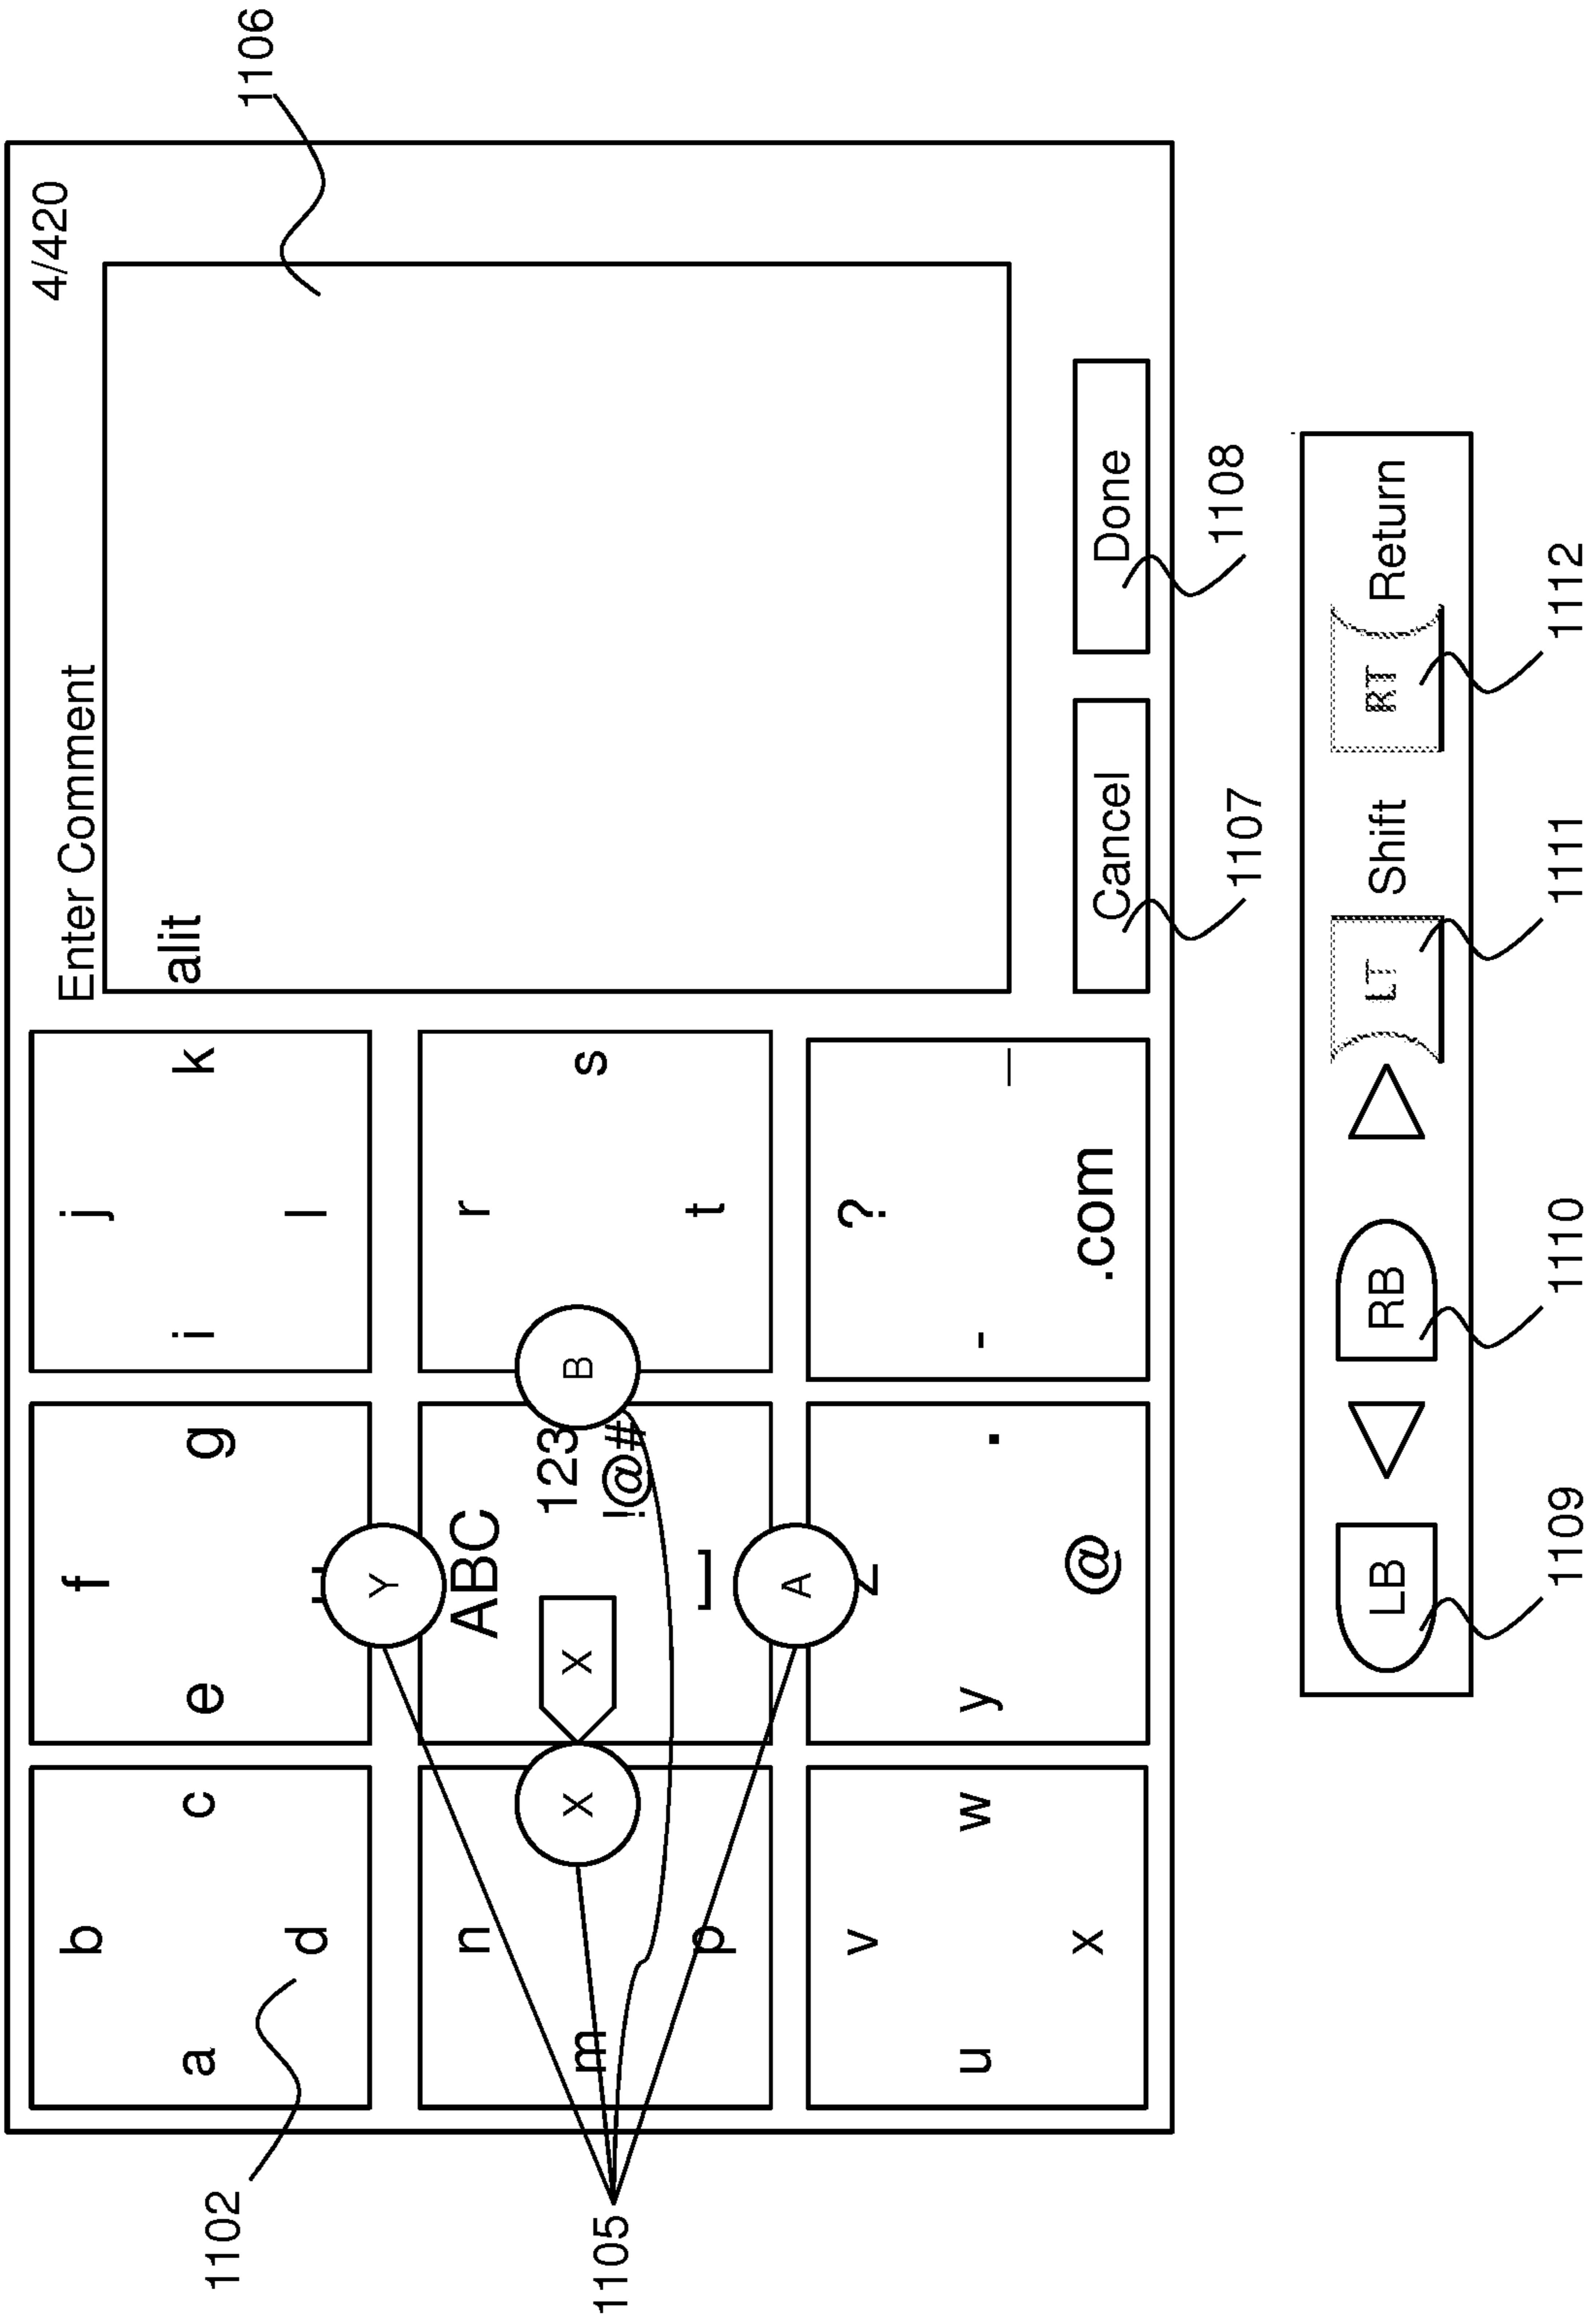 4/420
Enter Comment
b f j
a c e g i k alit
1102 1106
d l
Y
n ABC r
X X 123 B
m s
1105 !@#
p t
A
v z ?
u w y . - _
x @ .com
Cancel Done
1107 1108
LB RB LT Shift RT Return
1109 1110 1111 1112